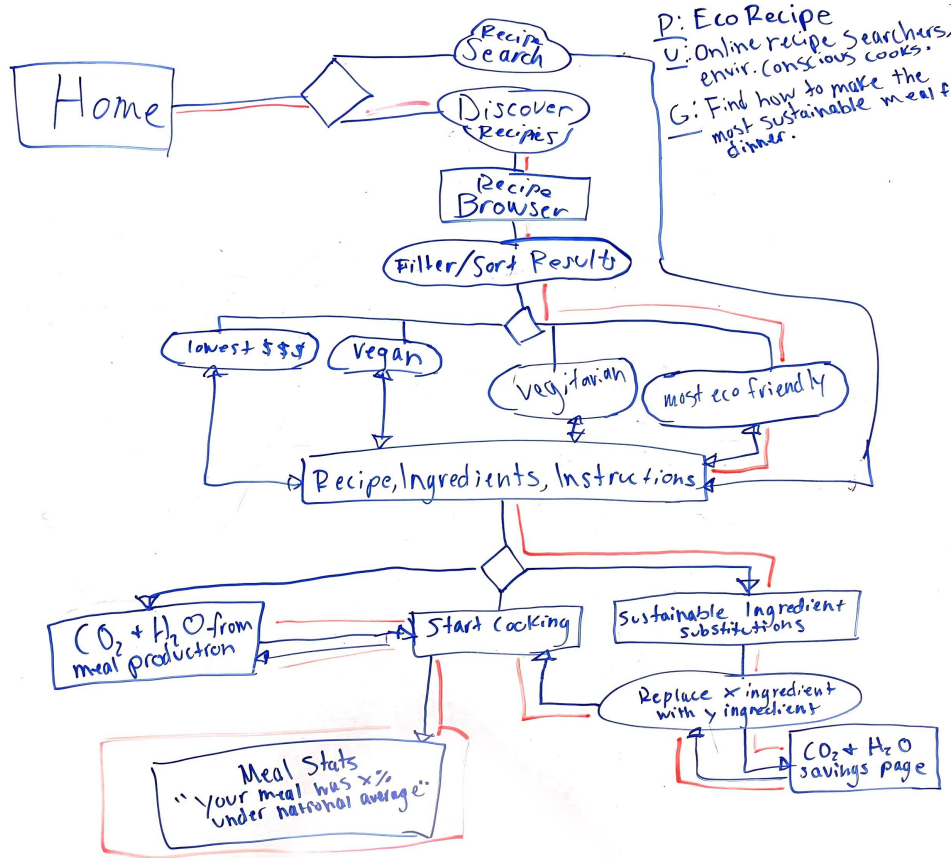 Recipe
Search
P: EcoRecipe
U: Online recipe searchers,
envir. conscious cooks.
G: Find how to make the
most sustainable meal f
dinner.
Home
Discover
Recipies
Recipe
Browser
Filter/Sort Results
lowest $$$
vegan
vegitarian
most eco friendly
Recipe, Ingredients, Instructions
CO₂ + H₂O from
meal production
Start Cooking
Sustainable Ingredient
substitutions
Replace x ingredient
with y ingredient
CO₂ + H₂O
savings page
Meal Stats
"your meal was x%
under national average"